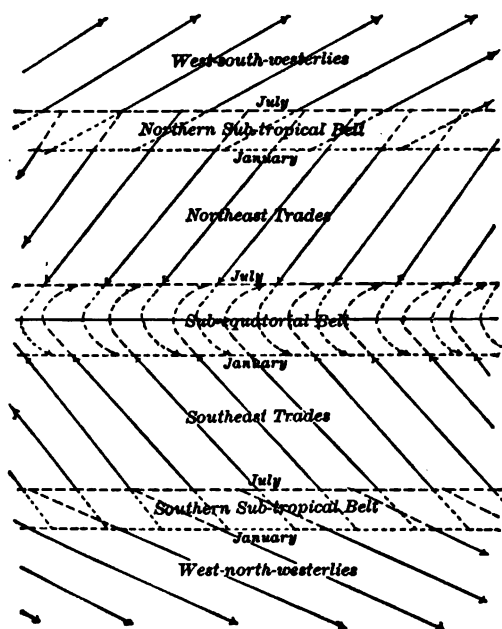 West-south-westerlies
July
Northern Sub-tropical Belt
January
Northeast Trades
July
Sub-equatorial Belt
January
Southeast Trades
July
Southern Sub-tropical Belt
January
West-north-westerlies